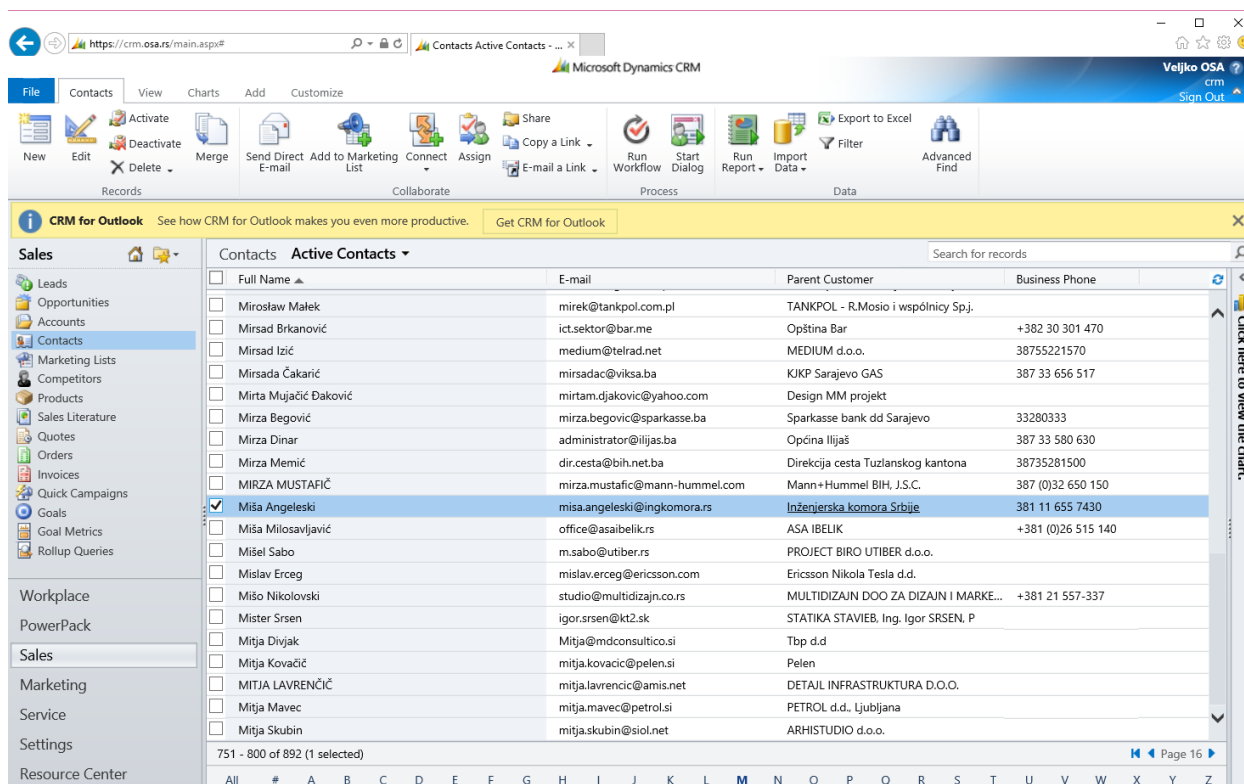 https://crm.osa.rs/main.aspx#
Contacts Active Contacts - ...
Microsoft Dynamics CRM
Veljko OSA
crm
Sign Out
File Contacts View Charts Add Customize
New
Edit
Activate
Deactivate
Delete
Merge
Records
Send Direct E-mail
Add to Marketing List
Connect
Assign
Share
Copy a Link
E-mail a Link
Collaborate
Run Workflow
Start Dialog
Process
Run Report
Import Data
Export to Excel
Filter
Advanced Find
Data
CRM for Outlook See how CRM for Outlook makes you even more productive. Get CRM for Outlook
Sales
Leads
Opportunities
Accounts
Contacts
Marketing Lists
Competitors
Products
Sales Literature
Quotes
Orders
Invoices
Quick Campaigns
Goals
Goal Metrics
Rollup Queries
Workplace
PowerPack
Sales
Marketing
Service
Settings
Resource Center
Contacts Active Contacts
Search for records
Full Name E-mail Parent Customer Business Phone
Mirosław Małek mirek@tankpol.com.pl TANKPOL - R.Mosio i wspólnicy Sp.j.
Mirsad Brkanović ict.sektor@bar.me Opština Bar +382 30 301 470
Mirsad Izić medium@telrad.net MEDIUM d.o.o. 38755221570
Mirsada Čakarić mirsadac@viksa.ba KJKP Sarajevo GAS 387 33 656 517
Mirta Mujačić Đaković mirtam.djakovic@yahoo.com Design MM projekt
Mirza Begović mirza.begovic@sparkasse.ba Sparkasse bank dd Sarajevo 33280333
Mirza Dinar administrator@ilijas.ba Općina Ilijaš 387 33 580 630
Mirza Memić dir.cesta@bih.net.ba Direkcija cesta Tuzlanskog kantona 38735281500
MIRZA MUSTAFIČ mirza.mustafic@mann-hummel.com Mann+Hummel BIH, J.S.C. 387 (0)32 650 150
Miša Angeleski misa.angeleski@ingkomora.rs Inženjerska komora Srbije 381 11 655 7430
Miša Milosavljavić office@asaibelik.rs ASA IBELIK +381 (0)26 515 140
Mišel Sabo m.sabo@utiber.rs PROJECT BIRO UTIBER d.o.o.
Mislav Erceg mislav.erceg@ericsson.com Ericsson Nikola Tesla d.d.
Mišo Nikolovski studio@multidizajn.co.rs MULTIDIZAJN DOO ZA DIZAJN I MARKE... +381 21 557-337
Mister Srsen igor.srsen@kt2.sk STATIKA STAVIEB, Ing. Igor SRSEN, P
Mitja Divjak Mitja@mdconsultico.si Tbp d.d
Mitja Kovačič mitja.kovacic@pelen.si Pelen
MITJA LAVRENČIČ mitja.lavrencic@amis.net DETAJL INFRASTRUKTURA D.O.O.
Mitja Mavec mitja.mavec@petrol.si PETROL d.d., Ljubljana
Mitja Skubin mitja.skubin@siol.net ARHISTUDIO d.o.o.
751 - 800 of 892 (1 selected) Page 16
All # A B C D E F G H I J K L M N O P Q R S T U V W X Y Z
Click here to view the chart.